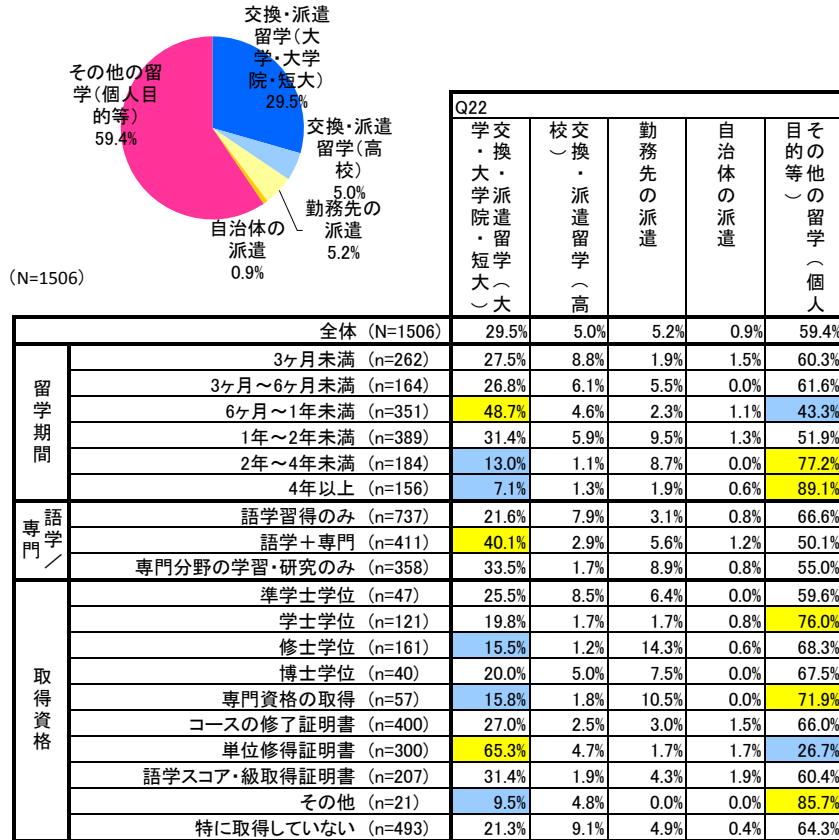 交換・派遣
留学(大
学・大学
院・短大)
29.5%
交換・派遣
留学(高
校)
5.0%
勤務先の
派遣
5.2%
自治体の
派遣
0.9%
その他の留
学(個人目
的等)
59.4%
(N=1506)
Q22
交換・派遣留学(大
学・大学院・短大)
交換・派遣留学(高
校)
勤務先の派遣
自治体の派遣
その他の留学(個人
目的等)
全体 (N=1506) 29.5% 5.0% 5.2% 0.9% 59.4%
留学期間
3ヶ月未満 (n=262) 27.5% 8.8% 1.9% 1.5% 60.3%
3ヶ月~6ヶ月未満 (n=164) 26.8% 6.1% 5.5% 0.0% 61.6%
6ヶ月~1年未満 (n=351) 48.7% 4.6% 2.3% 1.1% 43.3%
1年~2年未満 (n=389) 31.4% 5.9% 9.5% 1.3% 51.9%
2年~4年未満 (n=184) 13.0% 1.1% 8.7% 0.0% 77.2%
4年以上 (n=156) 7.1% 1.3% 1.9% 0.6% 89.1%
語学/
専門
語学習得のみ (n=737) 21.6% 7.9% 3.1% 0.8% 66.6%
語学+専門 (n=411) 40.1% 2.9% 5.6% 1.2% 50.1%
専門分野の学習・研究のみ (n=358) 33.5% 1.7% 8.9% 0.8% 55.0%
取得資格
準学士学位 (n=47) 25.5% 8.5% 6.4% 0.0% 59.6%
学士学位 (n=121) 19.8% 1.7% 1.7% 0.8% 76.0%
修士学位 (n=161) 15.5% 1.2% 14.3% 0.6% 68.3%
博士学位 (n=40) 20.0% 5.0% 7.5% 0.0% 67.5%
専門資格の取得 (n=57) 15.8% 1.8% 10.5% 0.0% 71.9%
コースの修了証明書 (n=400) 27.0% 2.5% 3.0% 1.5% 66.0%
単位修得証明書 (n=300) 65.3% 4.7% 1.7% 1.7% 26.7%
語学スコア・級取得証明書 (n=207) 31.4% 1.9% 4.3% 1.9% 60.4%
その他 (n=21) 9.5% 4.8% 0.0% 0.0% 85.7%
特に取得していない (n=493) 21.3% 9.1% 4.9% 0.4% 64.3%